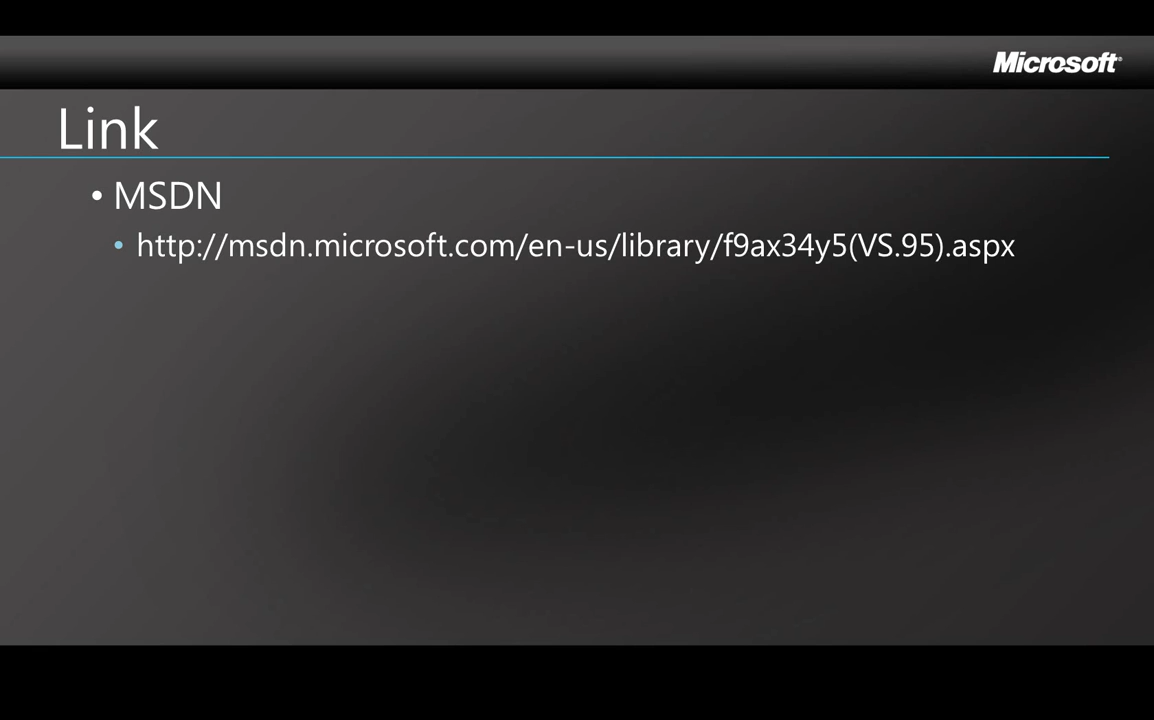 Microsoft®
Link
• MSDN
• http://msdn.microsoft.com/en-us/library/f9ax34y5(VS.95).aspx